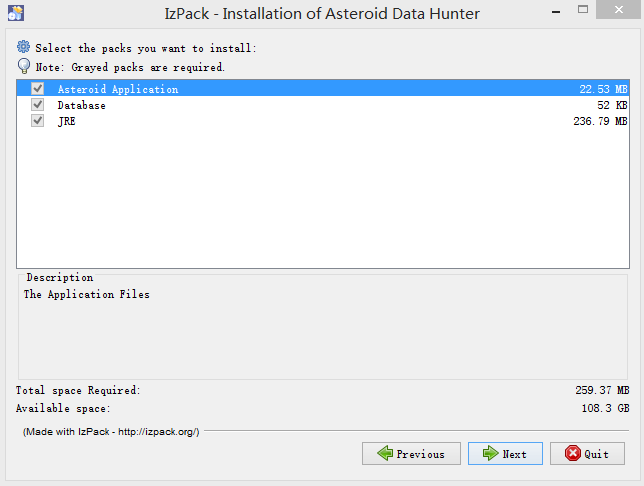 IzPack - Installation of Asteroid Data Hunter
Select the packs you want to install:
Note: Grayed packs are required.
Asteroid Application 22.53 MB
Database 52 KB
JRE 236.79 MB
Description
The Application Files
Total space Required: 259.37 MB
Available space: 108.3 GB
(Made with IzPack - http://izpack.org/)
Previous Next Quit